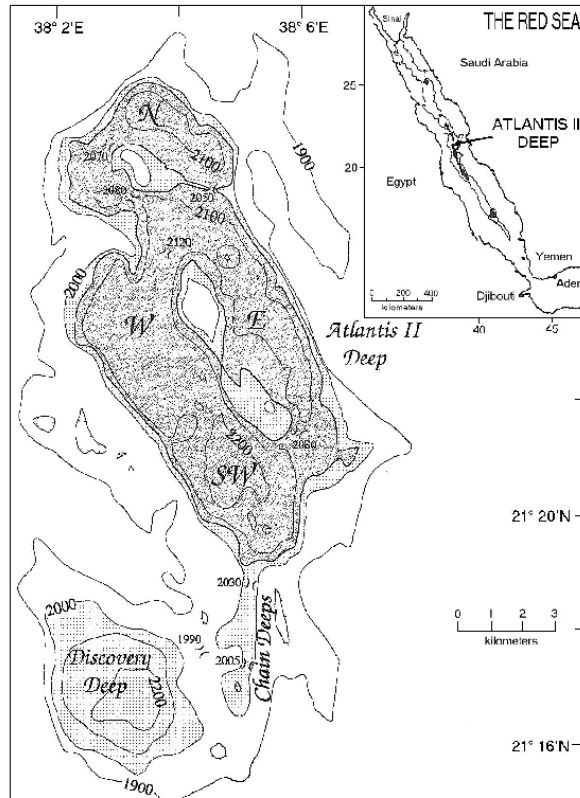 38° 2'
38° 6'
THE RED SEA
Sinai
Saudi Arabia
25
ATLANTIS II
DEEP
20
Egypt
Yemen
Aden
Djibouti
0 200 400
kilometers
40
45
N
1900
2070
2100
2080
2050
2100
2120
2000
W
E
Atlantis II
Deep
2200
2080
SW
21° 20'N
2030
2000
0 1 2 3
kilometers
1990
Chain Deeps
Discovery
Deep
2005
2200
21° 16'N
1900